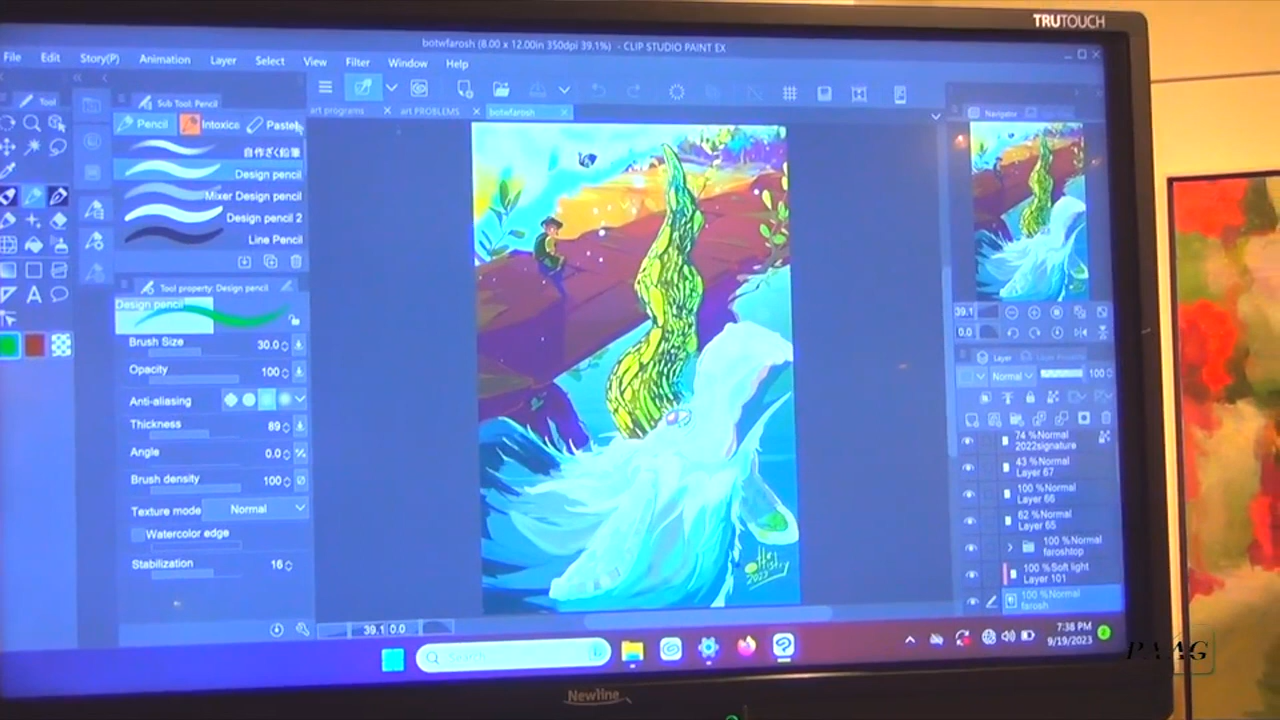 TRUTOUCH
botwfarosh (8.00 x 12.00in 350dpi 39.1%) - CLIP STUDIO PAINT EX
File Edit Story(P) Animation Layer Select View Filter Window Help
Tool
Sub Tool: Pencil
art programs
art PROBLEMS
botwfarosh
Navigator
Pencil
Intoxica
Pastel
自作ざく鉛筆
Design pencil
Mixer Design pencil
Design pencil 2
Line Pencil
Tool property: Design pencil
Design pencil
Brush Size 30.0
Opacity 100
Anti-aliasing
Thickness 89
Angle 0.0
Brush density 100
Texture mode Normal
Watercolor edge
Stabilization 16
39.1
0.0
Layer
Normal 100
74 %Normal
2022signature
43 %Normal
Layer 67
100 %Normal
Layer 66
62 %Normal
Layer 65
100 %Normal
faroshtop
100 %Soft light
Layer 101
100 %Normal
farosh
2023
39.1 0.0
Search
7:38 PM
9/19/2023
2
Newline
PAAG